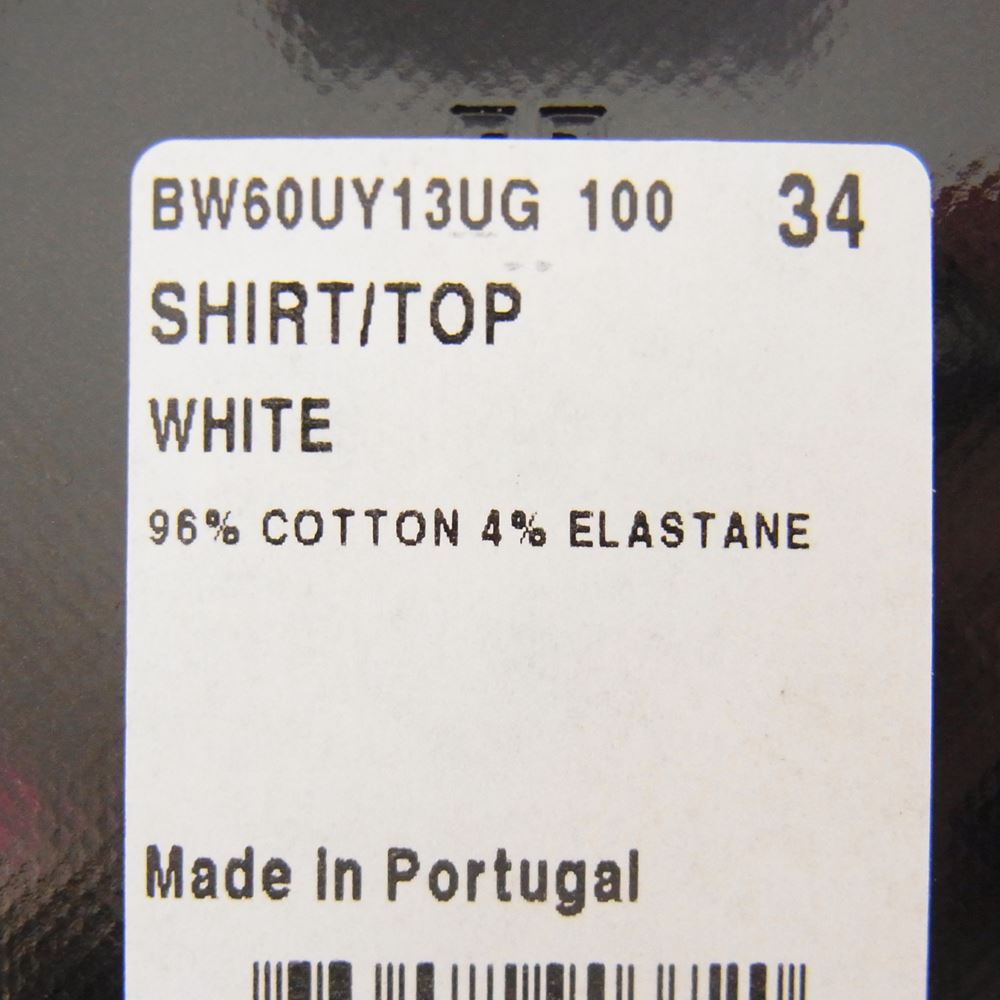 BW60UY13UG 100 34
SHIRT/TOP
WHITE
96% COTTON 4% ELASTANE
Made In Portugal